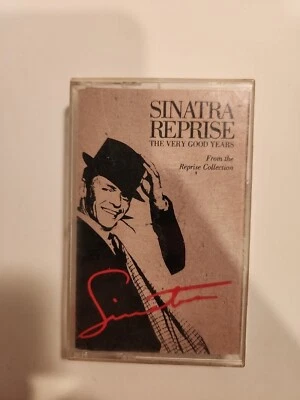 SINATRA
REPRISE
THE VERY GOOD YEARS
From the
Reprise Collection
Sinatra